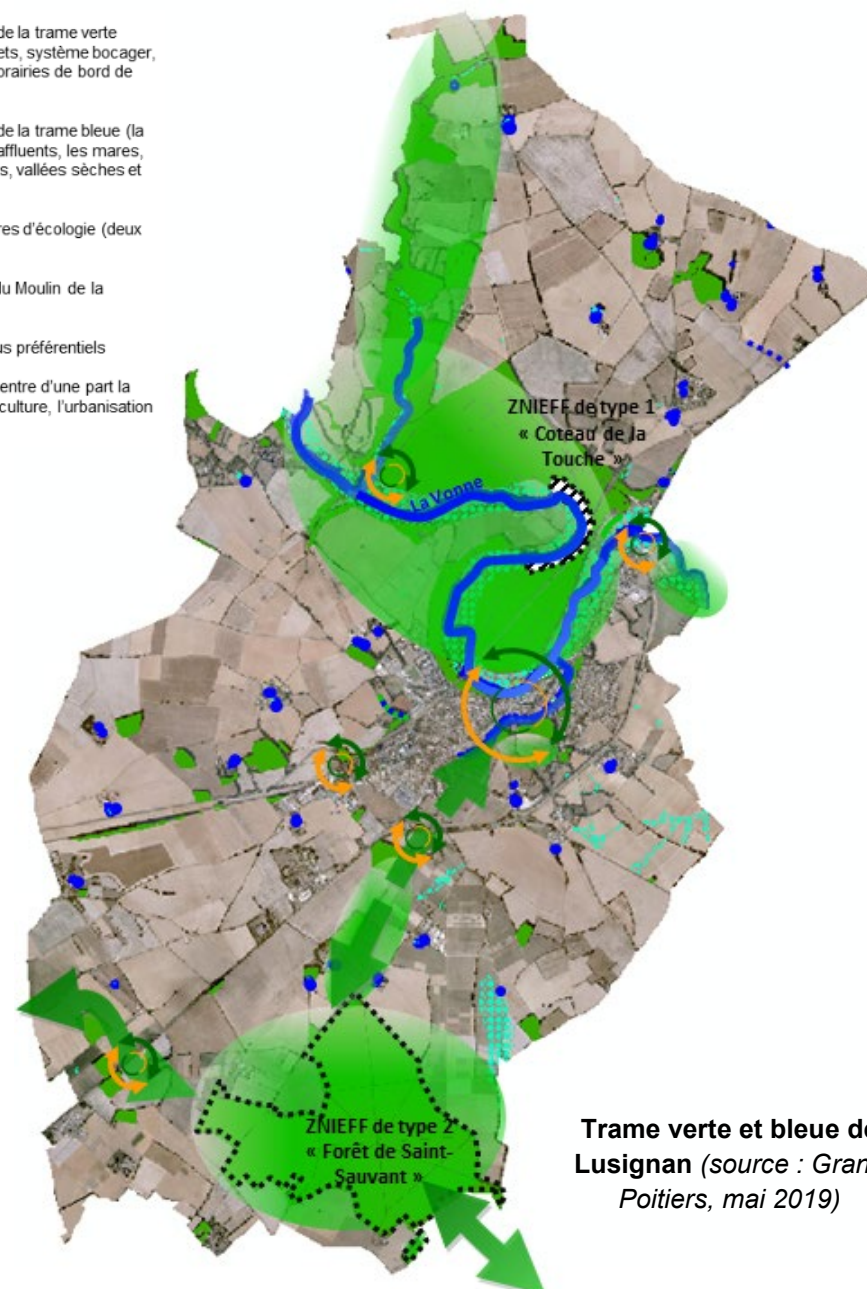 de la trame verte
ets, système bocager,
prairies de bord de
de la trame bleue (la
affluents, les mares,
s, vallées sèches et
res d'écologie (deux
du Moulin de la
us préférentiels
entre d'une part la
culture, l'urbanisation
ZNIEFF de type 1
« Coteau de la
Touche »
La Vonne
ZNIEFF de type 2
« Forêt de Saint-
Sauvant »
Trame verte et bleue de
Lusignan (source : Gran
Poitiers, mai 2019)